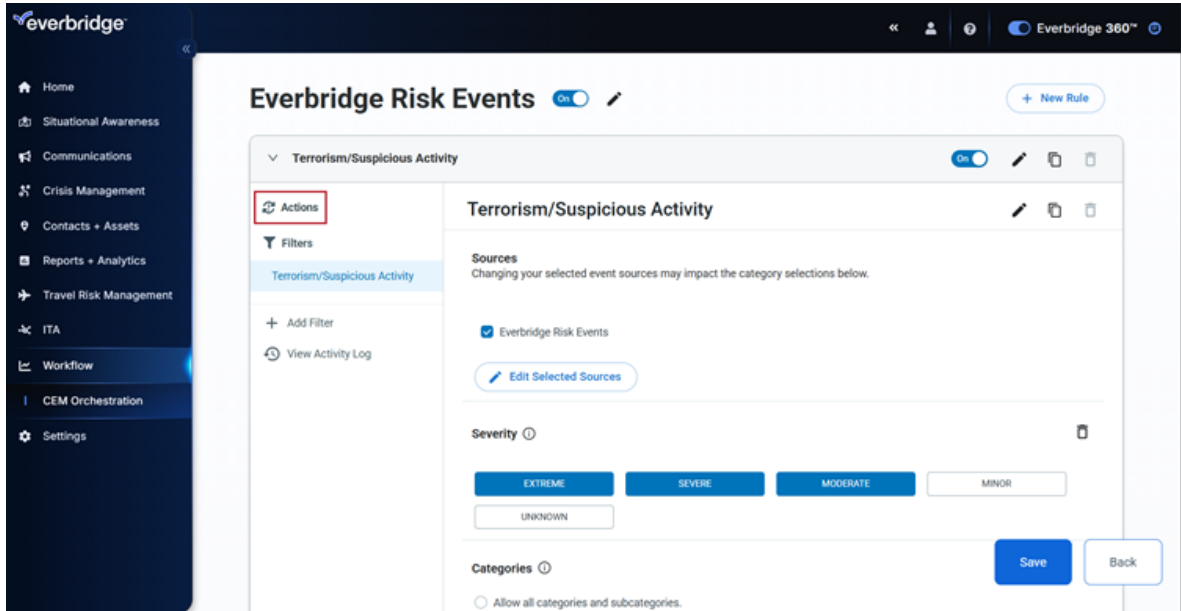 everbridge™
Everbridge 360™
Home
Situational Awareness
Communications
Crisis Management
Contacts + Assets
Reports + Analytics
Travel Risk Management
ITA
Workflow
CEM Orchestration
Settings
Everbridge Risk Events On
+ New Rule
Terrorism/Suspicious Activity On
Actions
Filters
Terrorism/Suspicious Activity
+ Add Filter
View Activity Log
Terrorism/Suspicious Activity
Sources
Changing your selected event sources may impact the category selections below.
Everbridge Risk Events
Edit Selected Sources
Severity
EXTREME SEVERE MODERATE MINOR
UNKNOWN
Categories
Allow all categories and subcategories.
Save Back